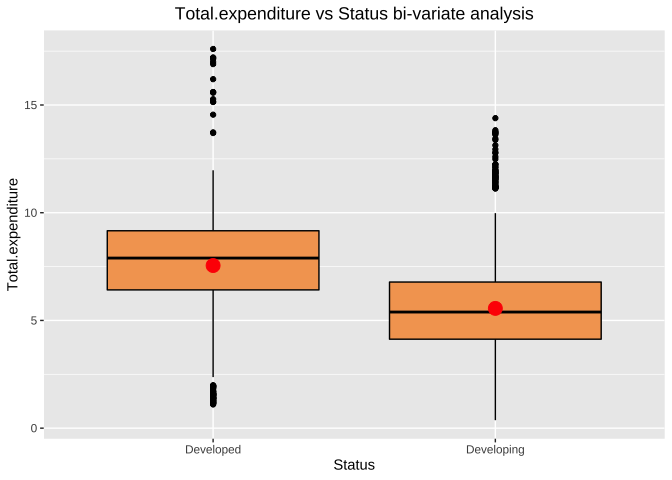 Total.expenditure vs Status bi-variate analysis
Total.expenditure
15
10
5
0
Developed
Developing
Status